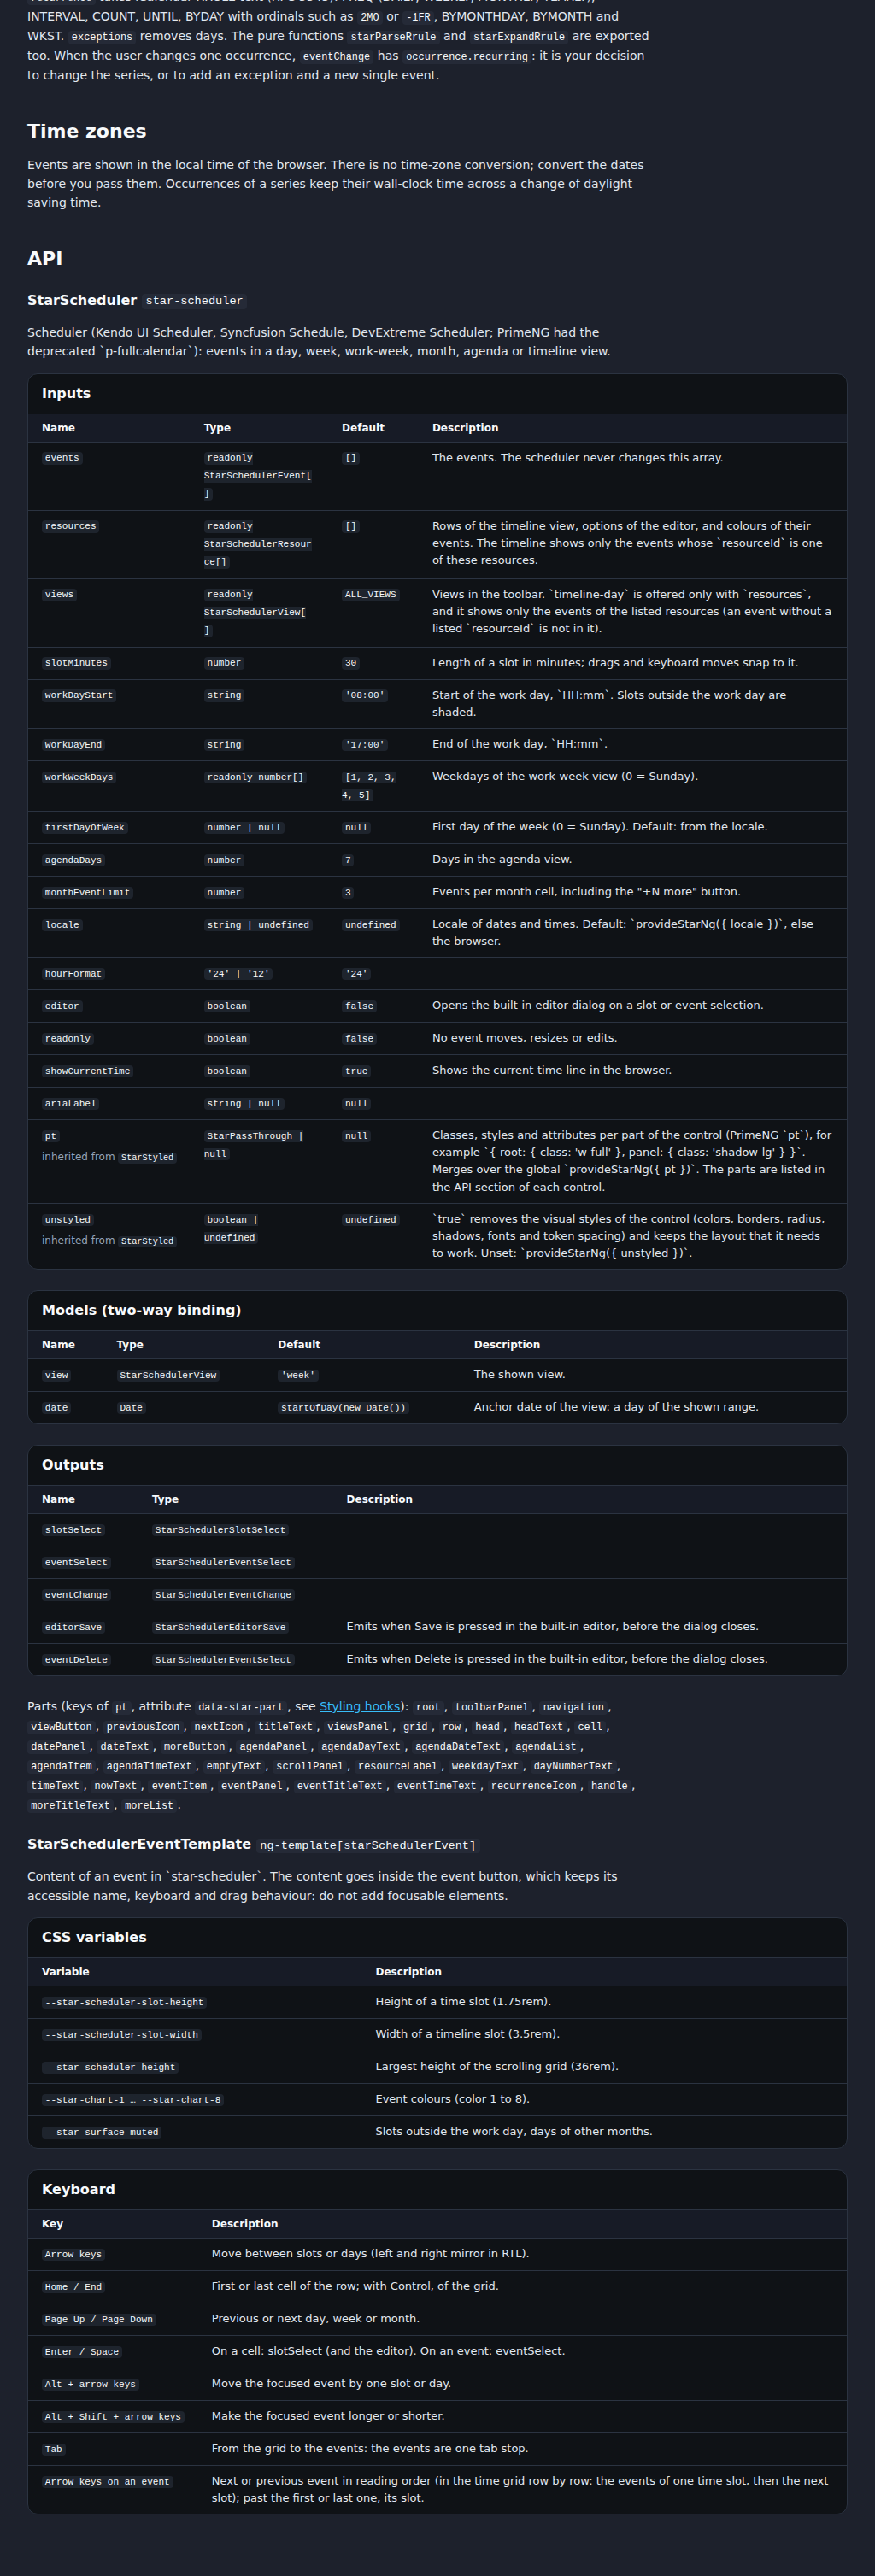 INTERVAL, COUNT, UNTIL, BYDAY with ordinals such as 2MO or -1FR, BYMONTHDAY, BYMONTH and
WKST. exceptions removes days. The pure functions starParseRrule and starExpandRrule are exported
for them. When the user changes one occurrence, eventChange has occurrence.recurring: it is your decision
to change the series, or to add an exception and a new single event.
Time zones
Events are shown in the local time of the browser. There is no time-zone conversion; convert the dates
before you pass them. Occurrences of a series keep their wall-clock time across a change of daylight
saving time.
API
StarScheduler star-scheduler
Scheduler (Kendo UI Scheduler, Syncfusion Schedule, DevExtreme Scheduler; PrimeNG had the
deprecated `p-fullcalendar`): events in a day, week, work-week, month, agenda or timeline view.
Inputs
Name Type Default Description
events readonly [] The events. The scheduler never changes this array.
StarSchedulerEvent[
]
resources readonly [] Rows of the timeline view, options of the editor, and colours of their
StarSchedulerResour events. The timeline shows only the events whose `resourceId` is one
ce[] of these resources.
views readonly ALL_VIEWS Views in the toolbar. `timeline-day` is offered only with `resources`,
StarSchedulerView[ and it shows only the events of the listed resources (an event without a
] listed `resourceId` is not in it).
slotMinutes number 30 Length of a slot in minutes; drags and keyboard moves snap to it.
workDayStart string '08:00' Start of the work day, `HH:mm`. Slots outside the work day are
shaded.
workDayEnd string '17:00' End of the work day, `HH:mm`.
workWeekDays readonly number[] [1, 2, 3, Weekdays of the work-week view (0 = Sunday).
4, 5]
firstDayOfWeek number | null null First day of the week (0 = Sunday). Default: from the locale.
agendaDays number 7 Days in the agenda view.
monthEventLimit number 3 Events per month cell, including the "+N more" button.
locale string | undefined undefined Locale of dates and times. Default: `provideStarNg({ locale })`, else
the browser.
hourFormat '24' | '12' '24'
editor boolean false Opens the built-in editor dialog on a slot or event selection.
readonly boolean false No event moves, resizes or edits.
showCurrentTime boolean true Shows the current-time line in the browser.
ariaLabel string | null null
pt StarPassThrough | null Classes, styles and attributes per part of the control (PrimeNG `pt`), for
inherited from StarStyled null example `{ root: { class: 'w-full' }, panel: { class: 'shadow-lg' } }`.
Merges over the global `provideStarNg({ pt })`. The parts are listed in
the API section of each control.
unstyled boolean | undefined `true` removes the visual styles of the control (colors, borders, radius,
inherited from StarStyled undefined shadows, fonts and token spacing) and keeps the layout that it needs
to work. Unset: `provideStarNg({ unstyled })`.
Models (two-way binding)
Name Type Default Description
view StarSchedulerView 'week' The shown view.
date Date startOfDay(new Date()) Anchor date of the view: a day of the shown range.
Outputs
Name Type Description
slotSelect StarSchedulerSlotSelect
eventSelect StarSchedulerEventSelect
eventChange StarSchedulerEventChange
editorSave StarSchedulerEditorSave Emits when Save is pressed in the built-in editor, before the dialog closes.
eventDelete StarSchedulerEventSelect Emits when Delete is pressed in the built-in editor, before the dialog closes.
Parts (keys of pt, attribute data-star-part, see Styling hooks): root, toolbarPanel, navigation,
viewButton, previousIcon, nextIcon, titleText, viewsPanel, grid, row, head, headText, cell,
datePanel, dateText, moreButton, agendaPanel, agendaDayText, agendaDateText, agendaList,
agendaItem, agendaTimeText, emptyText, scrollPanel, resourceLabel, weekdayText, dayNumberText,
timeText, nowText, eventItem, eventPanel, eventTitleText, eventTimeText, recurrenceIcon, handle,
moreTitleText, moreList.
StarSchedulerEventTemplate ng-template[starSchedulerEvent]
Content of an event in `star-scheduler`. The content goes inside the event button, which keeps its
accessible name, keyboard and drag behaviour: do not add focusable elements.
CSS variables
Variable Description
--star-scheduler-slot-height Height of a time slot (1.75rem).
--star-scheduler-slot-width Width of a timeline slot (3.5rem).
--star-scheduler-height Largest height of the scrolling grid (36rem).
--star-chart-1 … --star-chart-8 Event colours (color 1 to 8).
--star-surface-muted Slots outside the work day, days of other months.
Keyboard
Key Description
Arrow keys Move between slots or days (left and right mirror in RTL).
Home / End First or last cell of the row; with Control, of the grid.
Page Up / Page Down Previous or next day, week or month.
Enter / Space On a cell: slotSelect (and the editor). On an event: eventSelect.
Alt + arrow keys Move the focused event by one slot or day.
Alt + Shift + arrow keys Make the focused event longer or shorter.
Tab From the grid to the events: the events are one tab stop.
Arrow keys on an event Next or previous event in reading order (in the time grid row by row: the events of one time slot, then the next
slot); past the first or last one, its slot.